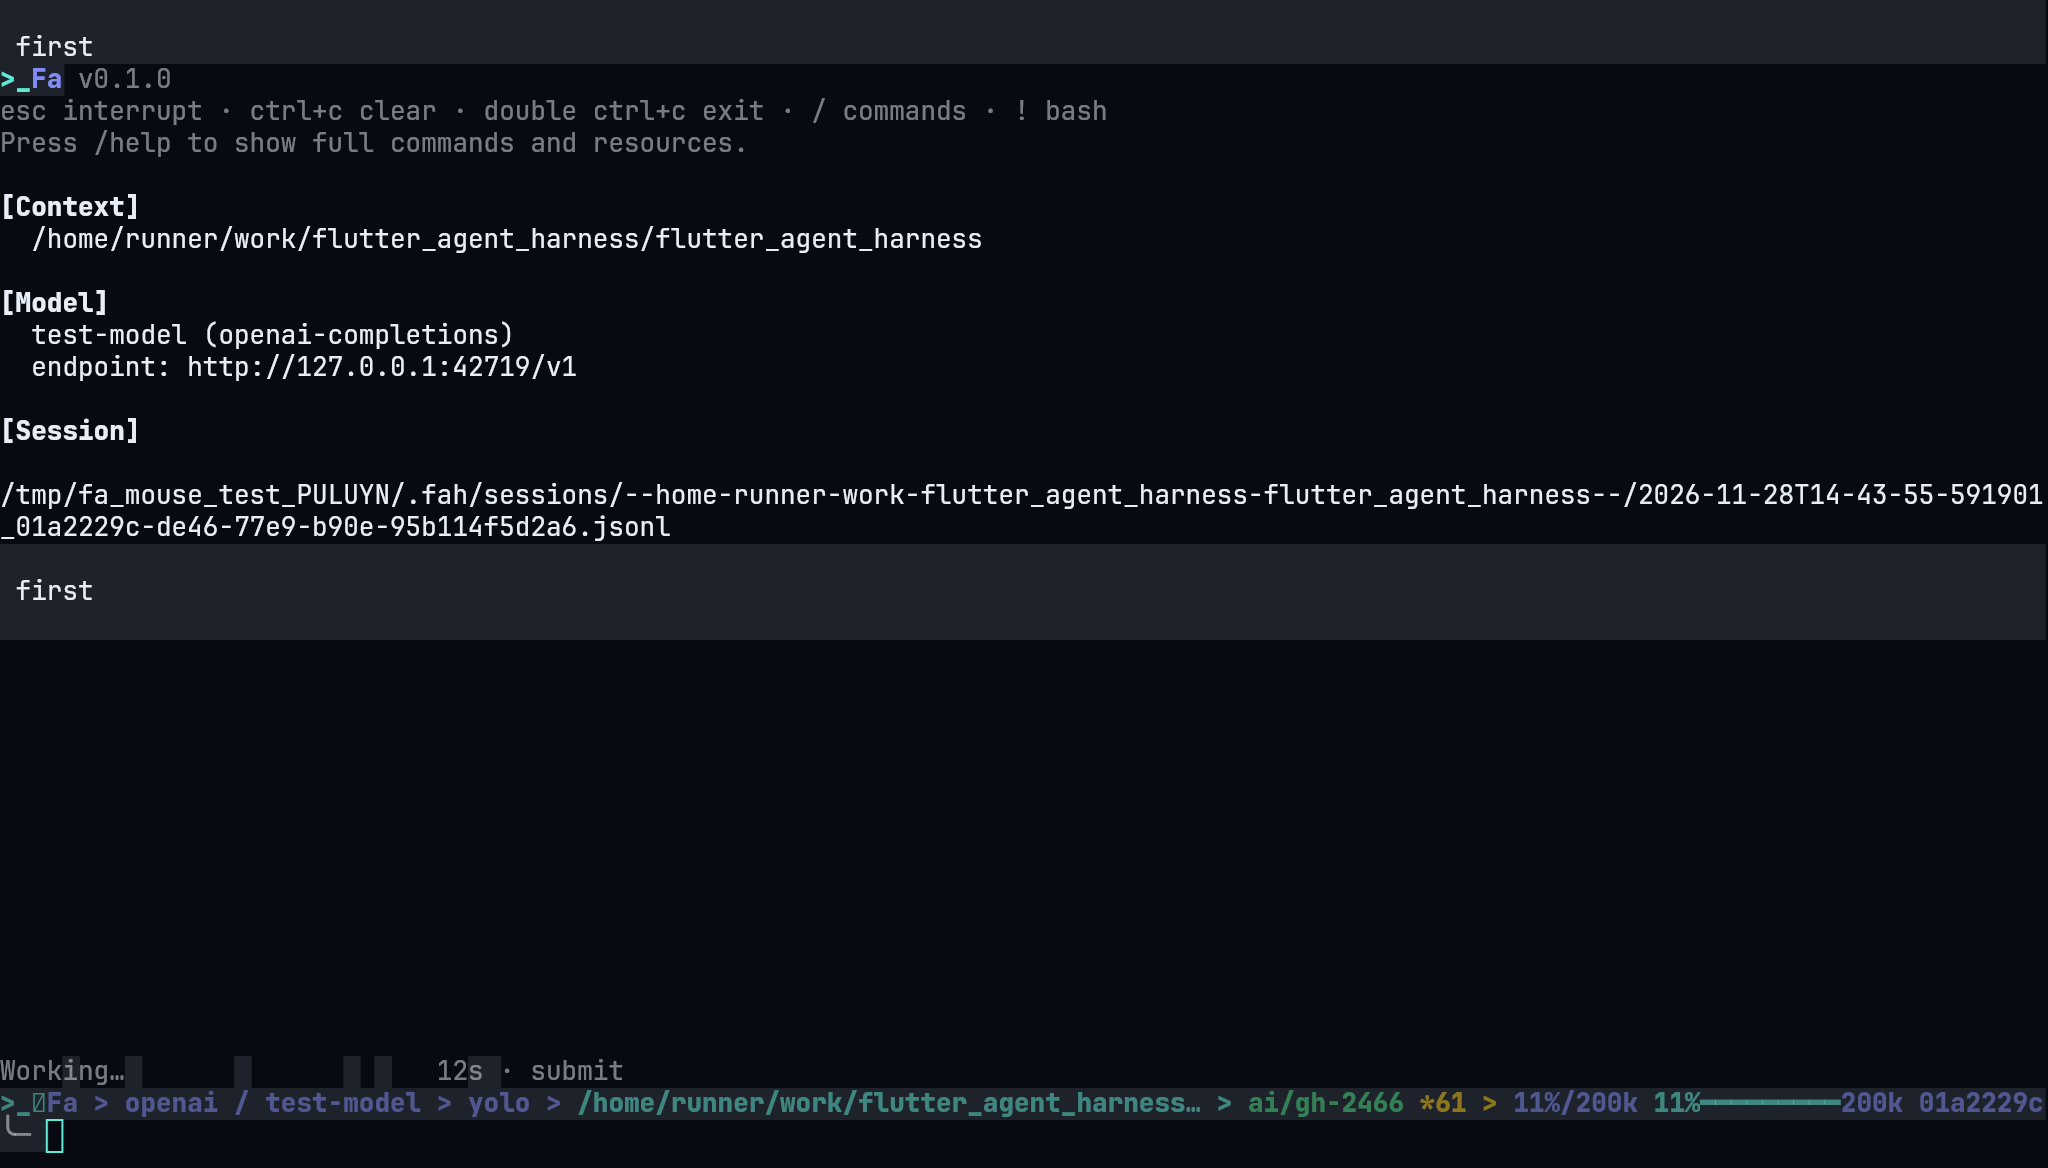 first
>_Fa v0.1.0
esc interrupt · ctrl+c clear · double ctrl+c exit · / commands · ! bash
Press /help to show full commands and resources.
[Context]
/home/runner/work/flutter_agent_harness/flutter_agent_harness
[Model]
test-model (openai-completions)
endpoint: http://127.0.0.1:42719/v1
[Session]
/tmp/fa_mouse_test_PULUYN/.fah/sessions/--home-runner-work-flutter_agent_harness-flutter_agent_harness--/2026-11-28T14-43-55-591901
_01a2229c-de46-77e9-b90e-95b114f5d2a6.jsonl
first
Working… 12s · submit
>_Fa > openai / test-model > yolo > /home/runner/work/flutter_agent_harness… > ai/gh-2466 *61 > 11%/200k 11%━━━━━━━━━200k 01a2229c